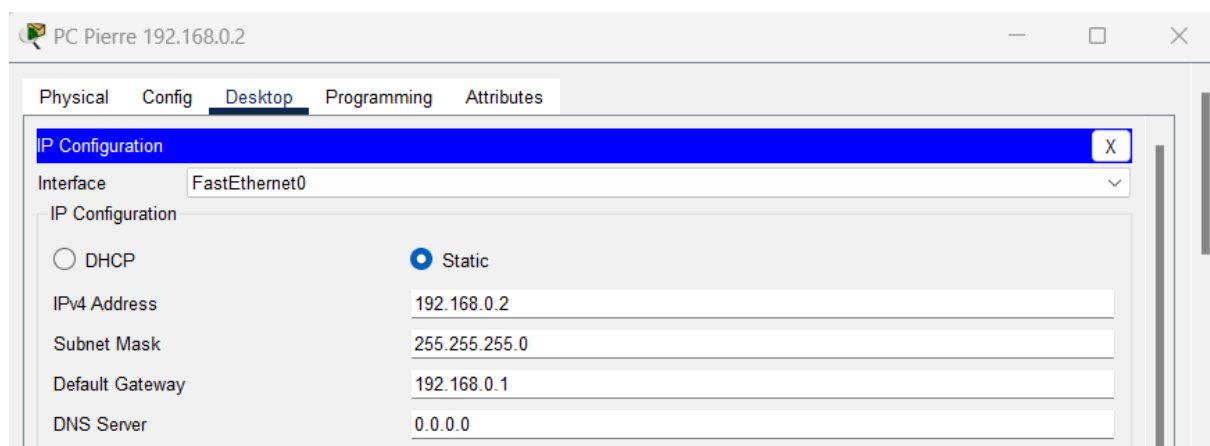 PC Pierre 192.168.0.2
Physical Config Desktop Programming Attributes
IP Configuration X
Interface FastEthernet0
IP Configuration
DHCP Static
IPv4 Address 192.168.0.2
Subnet Mask 255.255.255.0
Default Gateway 192.168.0.1
DNS Server 0.0.0.0